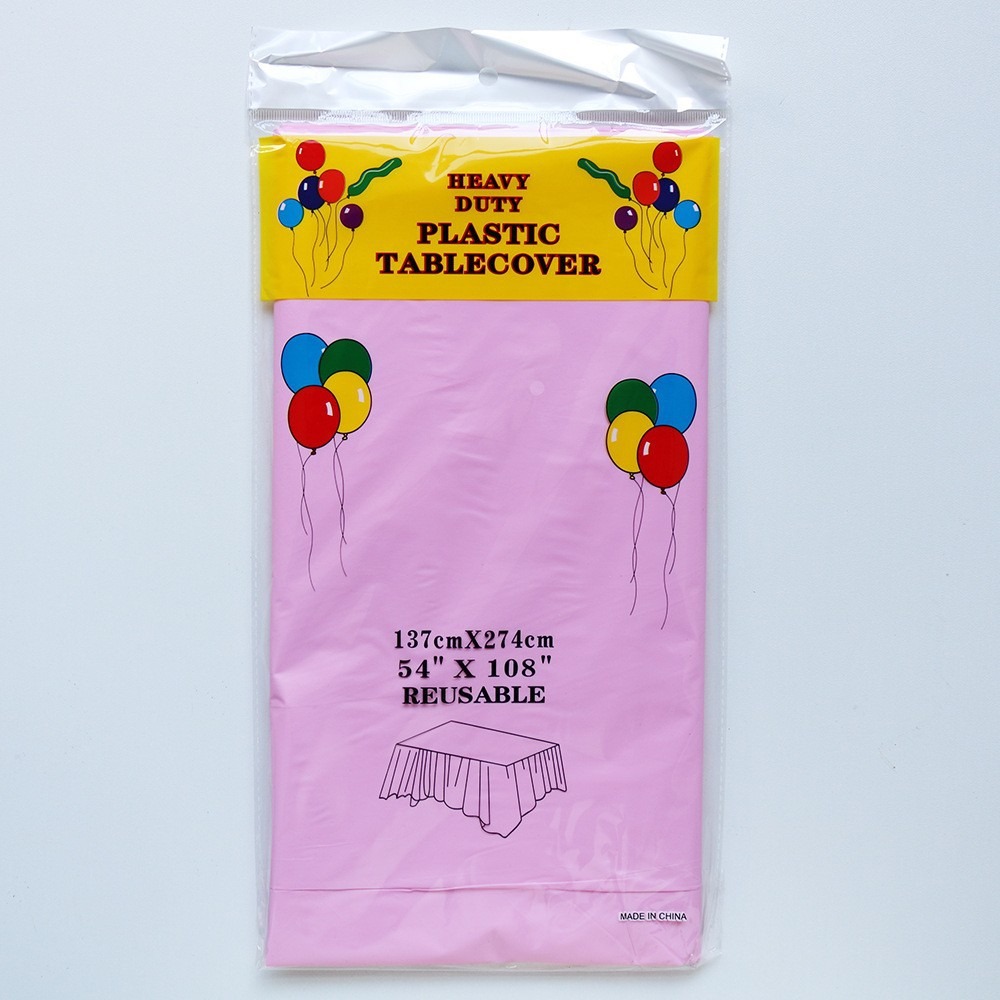 HEAVY
DUTY
PLASTIC
TABLECOVER
137cmX274cm
54" X 108"
REUSABLE
MADE IN CHINA